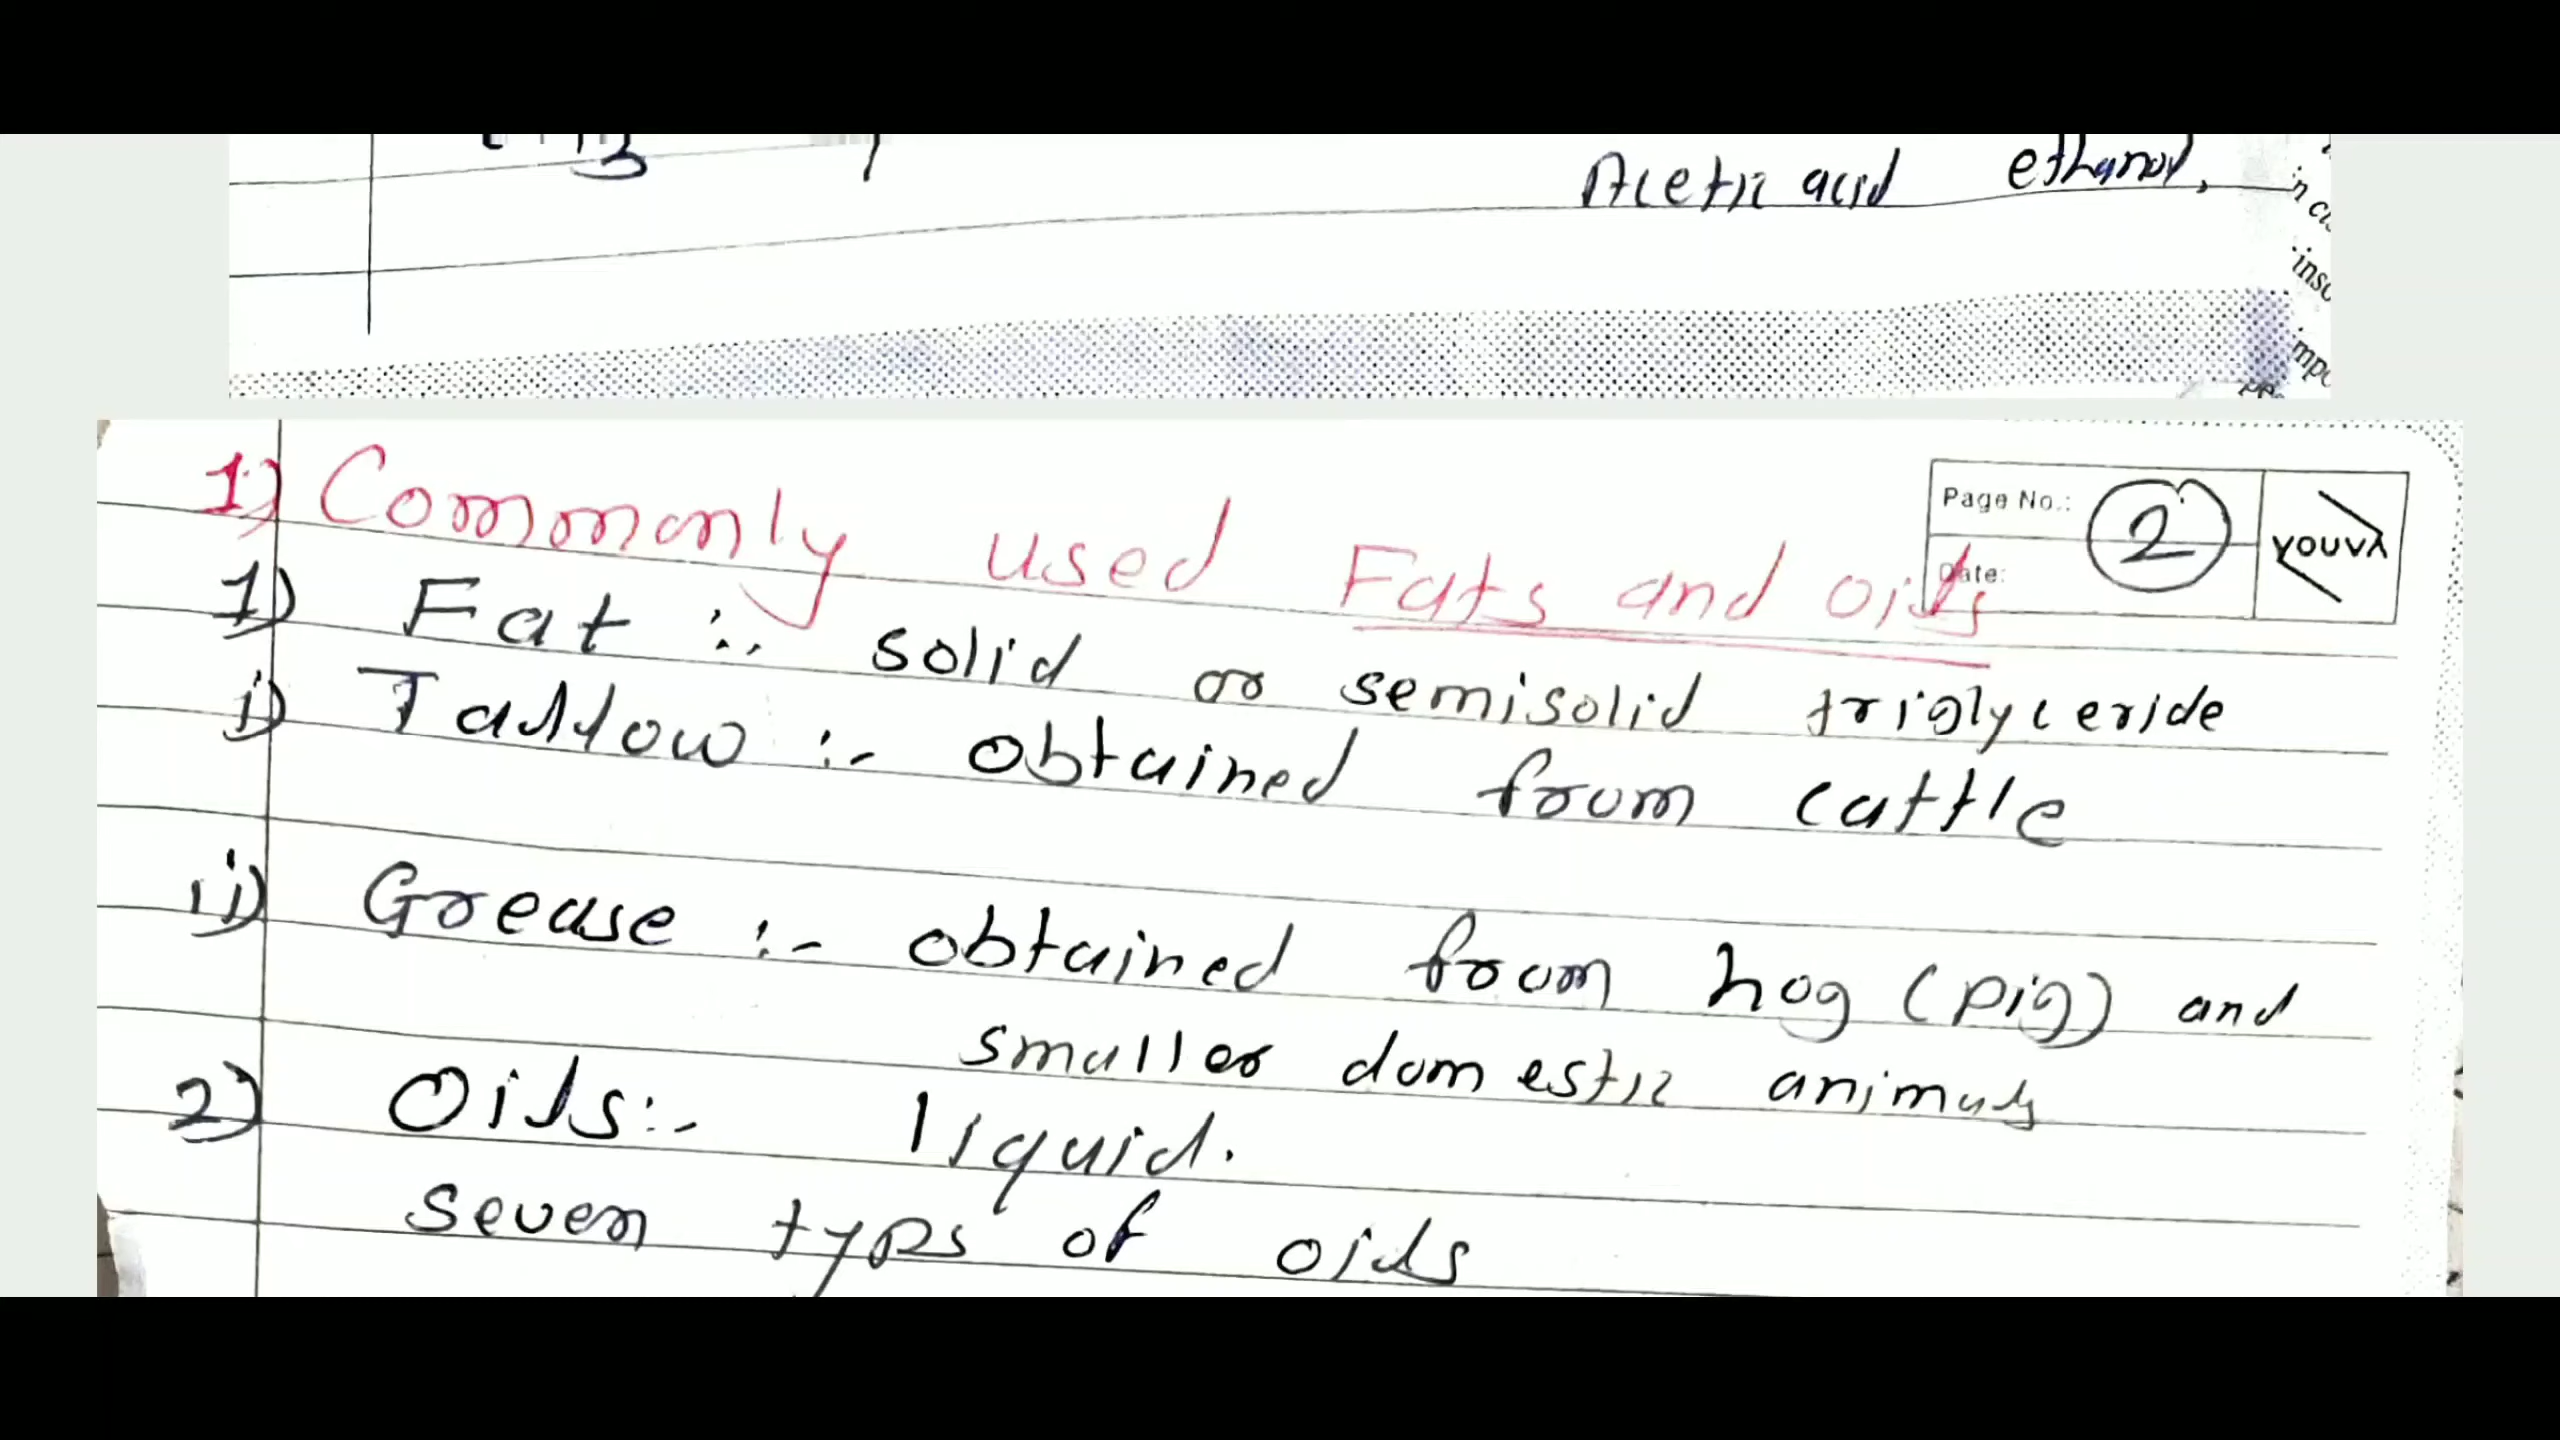 Acetic acid ethanol,
in
Page No.: 2
Date:
YOUVA
1) Commonly used Fats and oils
1) Fat :- solid or semisolid triglyceride
i) Tallow :- obtained from cattle
ii) Grease :- obtained from hog (pig) and
smaller domestic animals
2) Oils :- liquid.
seven typs of oils